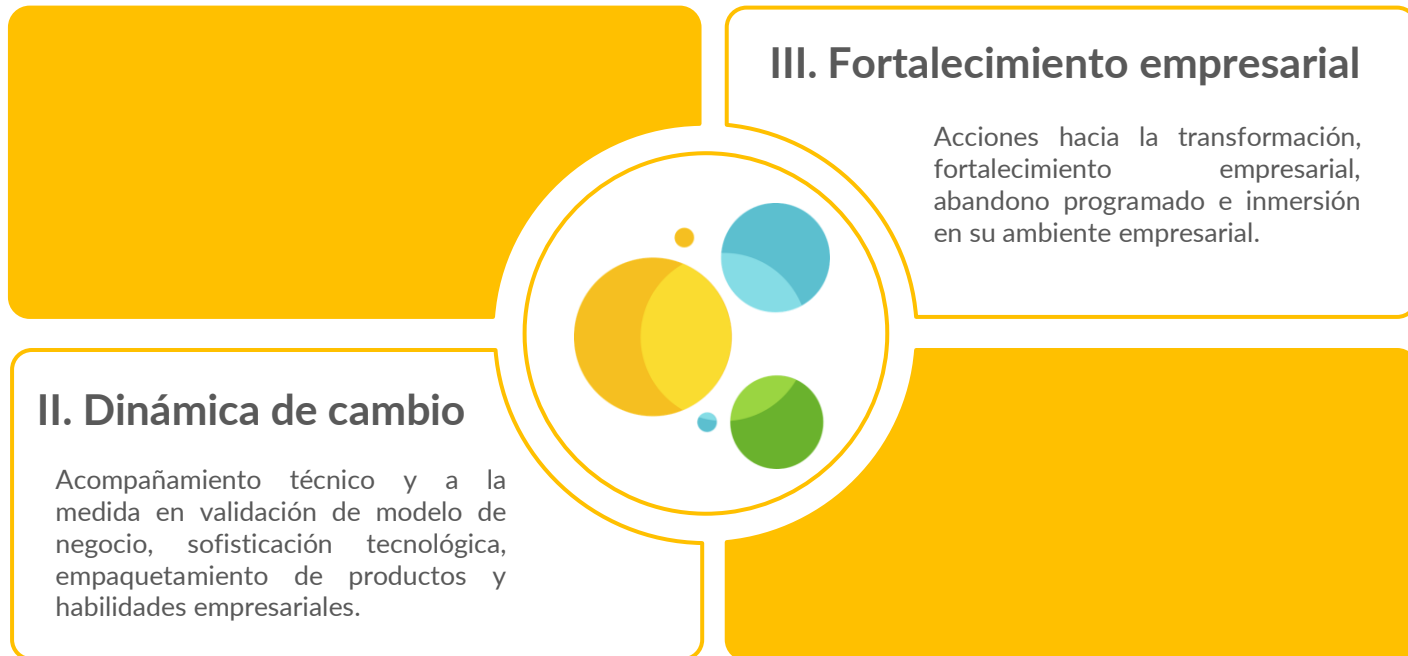 III. Fortalecimiento empresarial
Acciones hacia la transformación,
fortalecimiento empresarial,
abandono programado e inmersión
en su ambiente empresarial.
II. Dinámica de cambio
Acompañamiento técnico y a la
medida en validación de modelo de
negocio, sofisticación tecnológica,
empaquetamiento de productos y
habilidades empresariales.